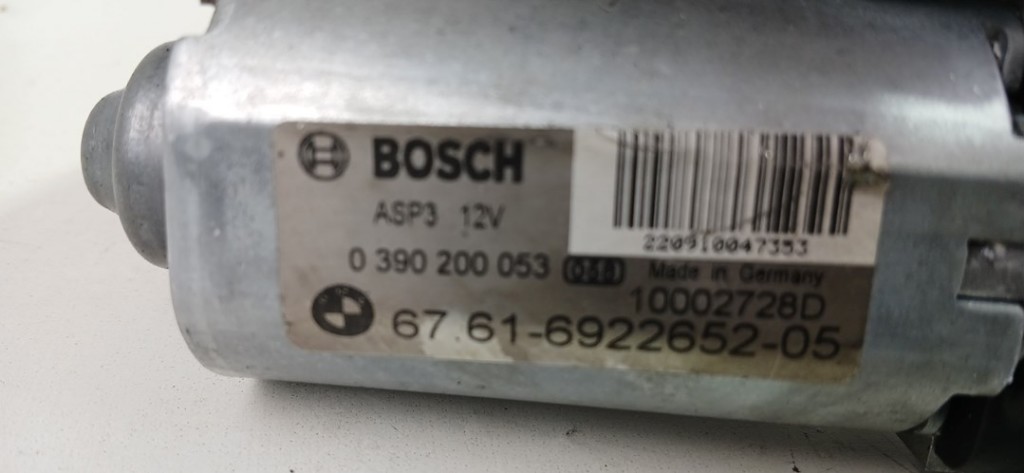 BOSCH
ASP3 12V
220910047353
0 390 200 053 Made in Germany
10002728D
67.61-6922652-05